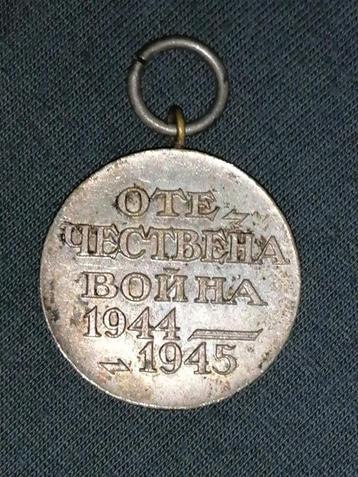 ОТЕ-
ЧЕСТВЕНА
ВОЙНА
1944 —
— 1945